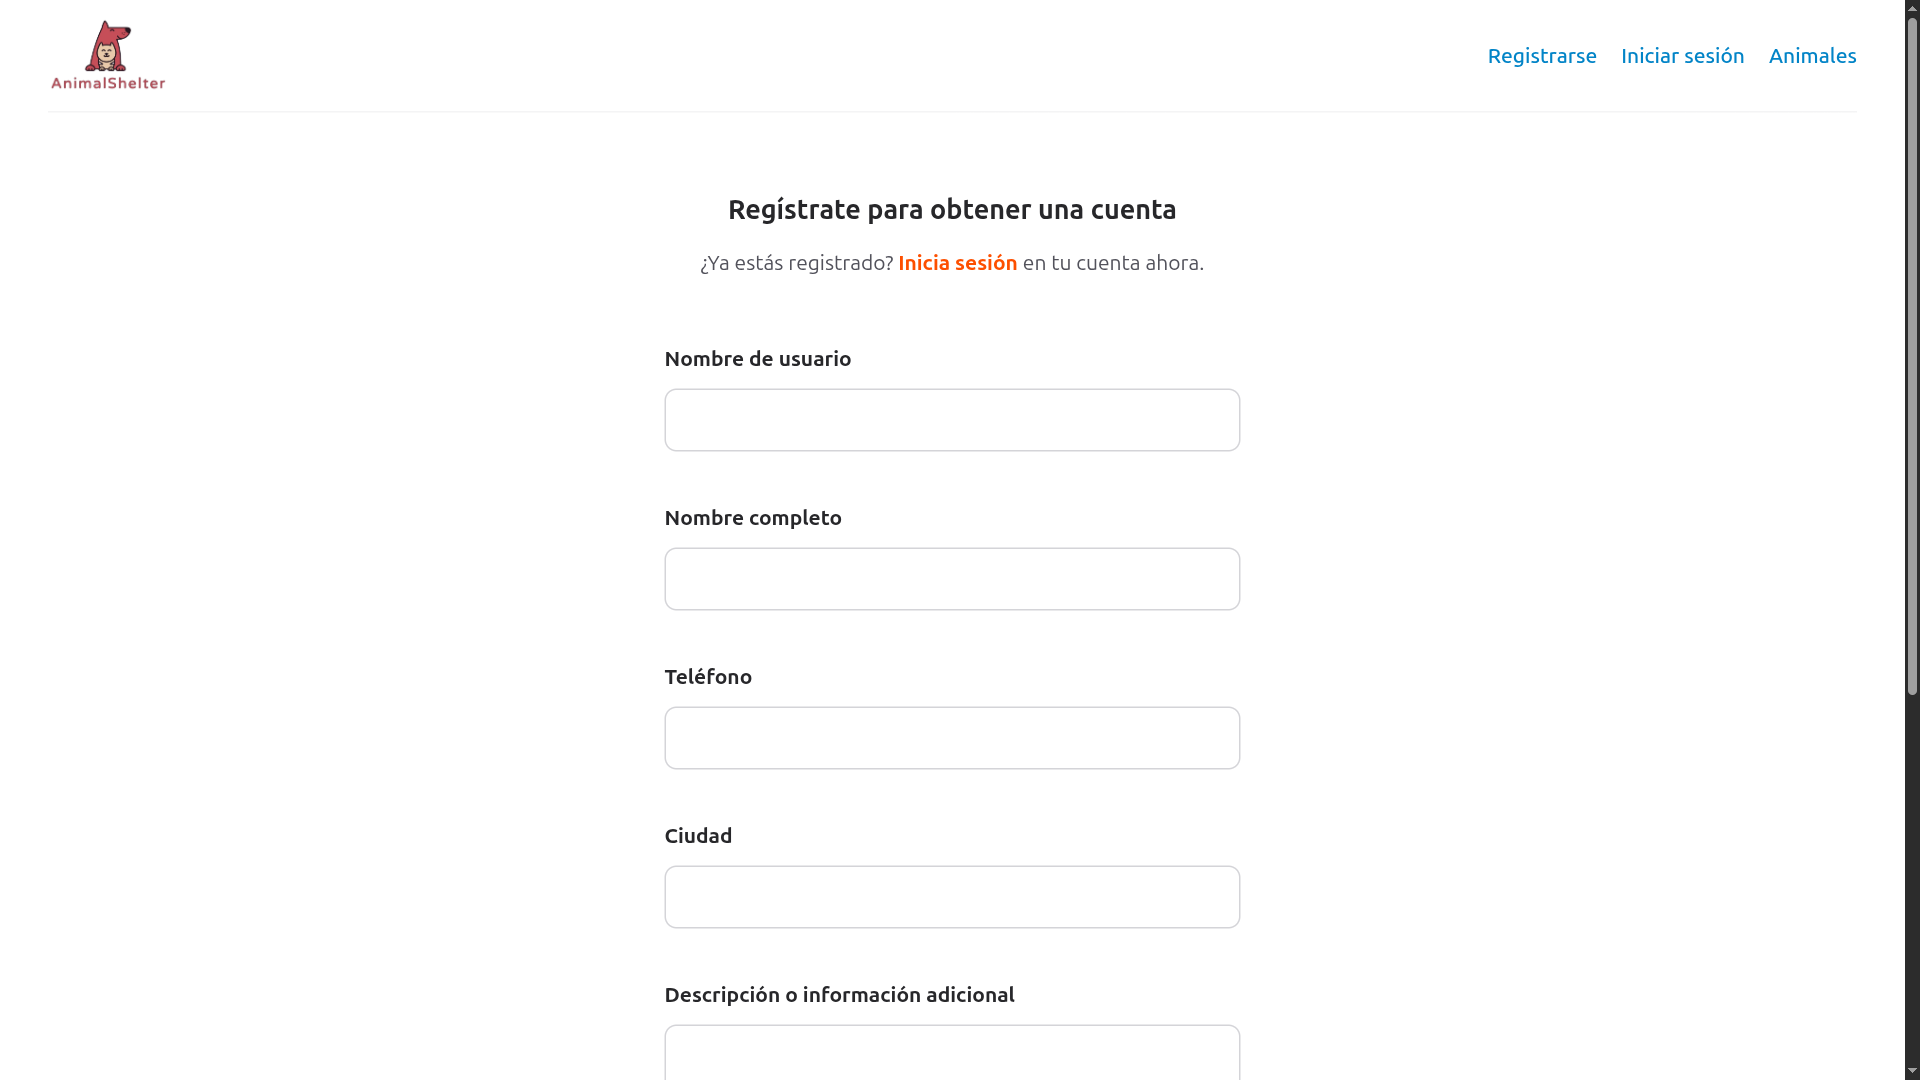 AnimalShelter
Registrarse Iniciar sesión Animales
Regístrate para obtener una cuenta
¿Ya estás registrado? Inicia sesión en tu cuenta ahora.
Nombre de usuario
Nombre completo
Teléfono
Ciudad
Descripción o información adicional